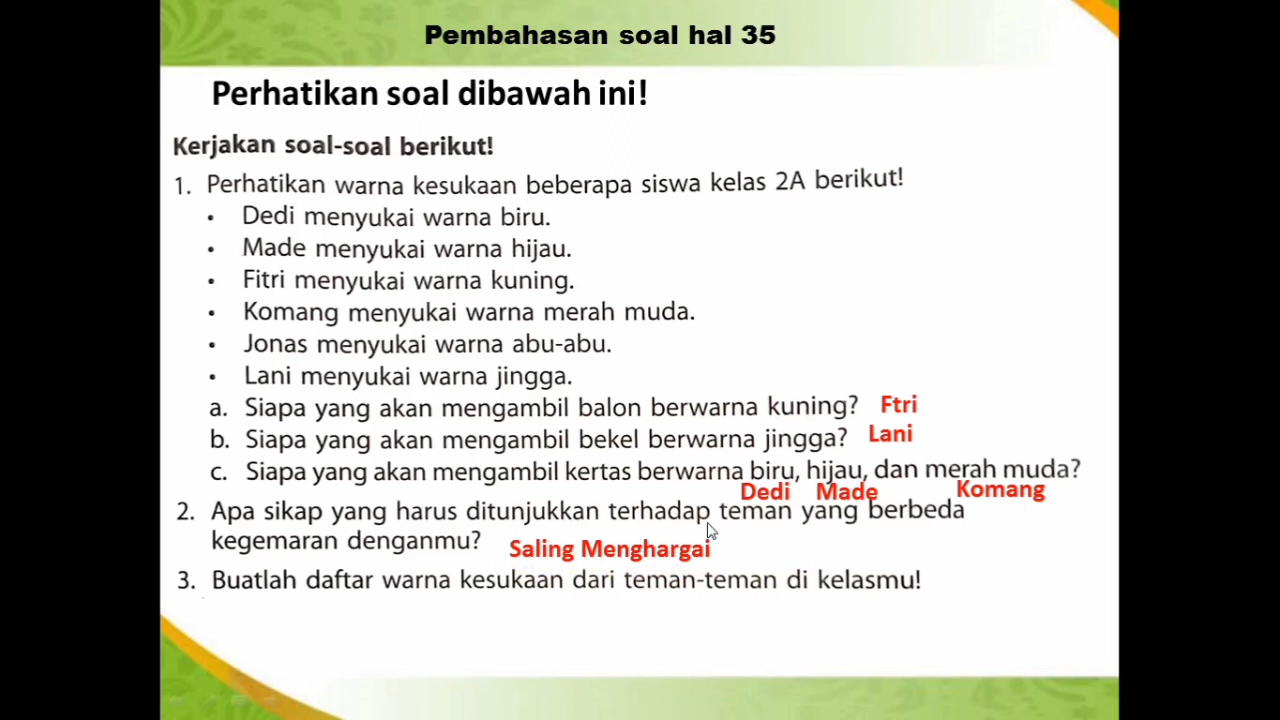 Pembahasan soal hal 35
Perhatikan soal dibawah ini!
Kerjakan soal-soal berikut!
1. Perhatikan warna kesukaan beberapa siswa kelas 2A berikut!
• Dedi menyukai warna biru.
• Made menyukai warna hijau.
• Fitri menyukai warna kuning.
• Komang menyukai warna merah muda.
• Jonas menyukai warna abu-abu.
• Lani menyukai warna jingga.
a. Siapa yang akan mengambil balon berwarna kuning? Ftri
b. Siapa yang akan mengambil bekel berwarna jingga? Lani
c. Siapa yang akan mengambil kertas berwarna biru, hijau, dan merah muda?
Dedi Made Komang
2. Apa sikap yang harus ditunjukkan terhadap teman yang berbeda
kegemaran denganmu? Saling Menghargai
3. Buatlah daftar warna kesukaan dari teman-teman di kelasmu!